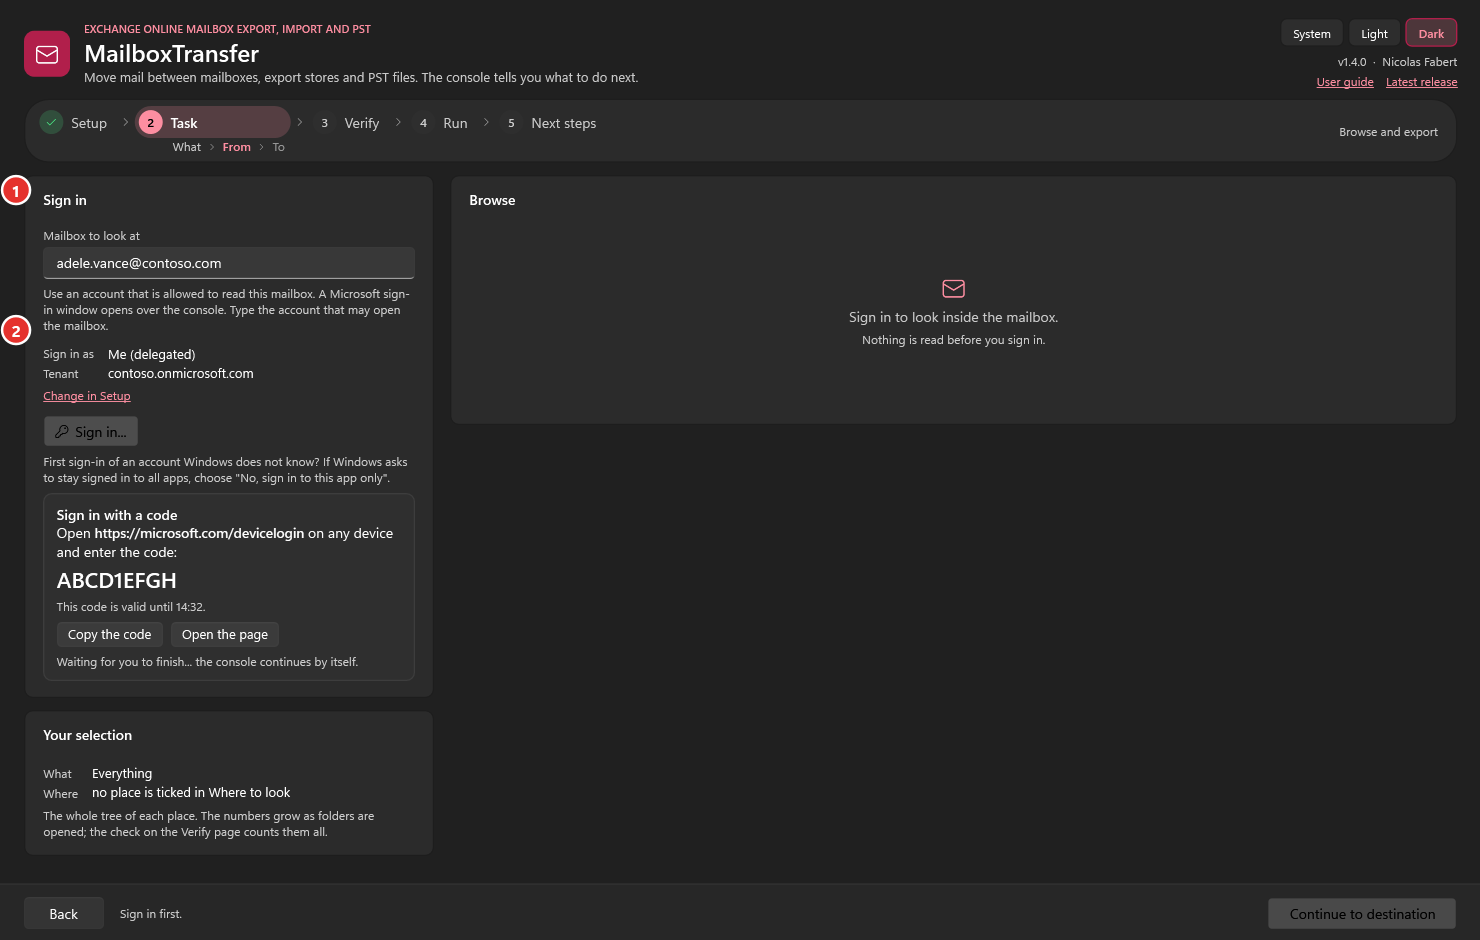 EXCHANGE ONLINE MAILBOX EXPORT, IMPORT AND PST
MailboxTransfer
Move mail between mailboxes, export stores and PST files. The console tells you what to do next.
System Light Dark
v1.4.0 · Nicolas Fabert
User guide Latest release
Setup > 2 Task > 3 Verify > 4 Run > 5 Next steps
What > From > To
Browse and export
1
Sign in
Mailbox to look at
adele.vance@contoso.com
Use an account that is allowed to read this mailbox. A Microsoft sign-
in window opens over the console. Type the account that may open
the mailbox.
2
Sign in as Me (delegated)
Tenant contoso.onmicrosoft.com
Change in Setup
Sign in...
First sign-in of an account Windows does not know? If Windows asks
to stay signed in to all apps, choose "No, sign in to this app only".
Sign in with a code
Open https://microsoft.com/devicelogin on any device
and enter the code:
ABCD1EFGH
This code is valid until 14:32.
Copy the code Open the page
Waiting for you to finish... the console continues by itself.
Your selection
What Everything
Where no place is ticked in Where to look
The whole tree of each place. The numbers grow as folders are
opened; the check on the Verify page counts them all.
Browse
Sign in to look inside the mailbox.
Nothing is read before you sign in.
Back
Sign in first.
Continue to destination